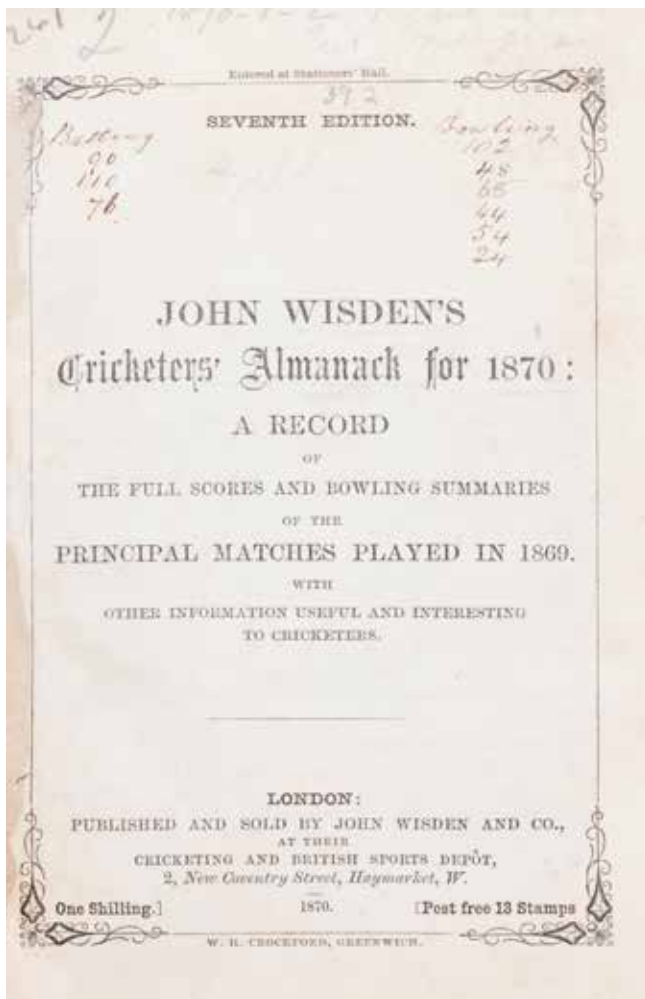 Entered at Stationers' Hall.
392
SEVENTH EDITION.
Batting
90
110
76
Bowling
102
48
65
44
54
24
JOHN WISDEN'S
Cricketers' Almanack for 1870:
A RECORD
OF
THE FULL SCORES AND BOWLING SUMMARIES
OF THE
PRINCIPAL MATCHES PLAYED IN 1869.
WITH
OTHER INFORMATION USEFUL AND INTERESTING
TO CRICKETERS.
LONDON:
PUBLISHED AND SOLD BY JOHN WISDEN AND CO.,
AT THEIR
CRICKETING AND BRITISH SPORTS DEPÔT,
2, New Coventry Street, Haymarket, W.
One Shilling.] 1870. [Post free 13 Stamps
W. H. CROCKFORD, GREENWICH.